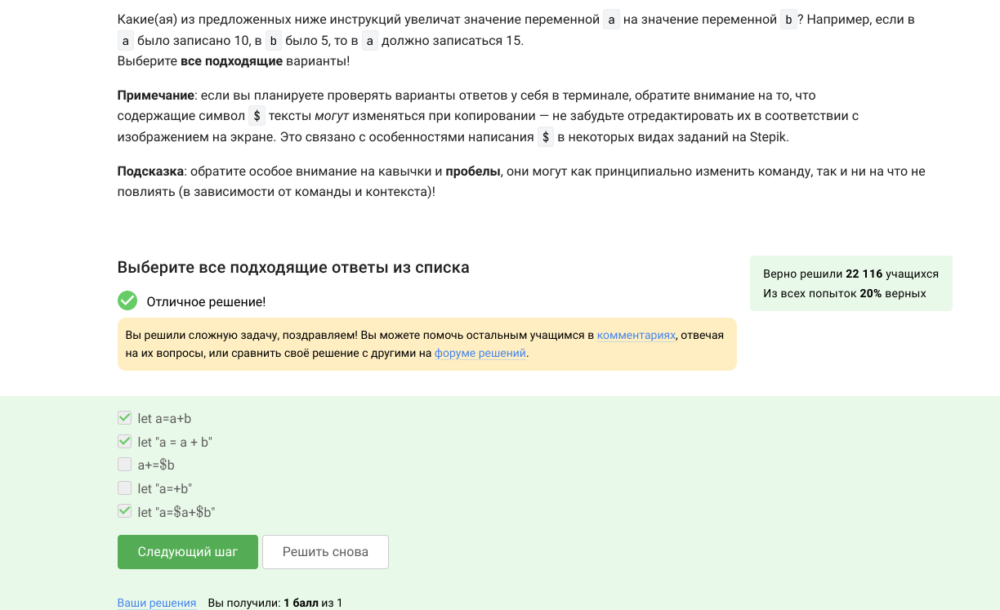 Какие(ая) из предложенных ниже инструкций увеличат значение переменной a на значение переменной b? Например, если в
a было записано 10, в b было 5, то в a должно записаться 15.
Выберите все подходящие варианты!
Примечание: если вы планируете проверять варианты ответов у себя в терминале, обратите внимание на то, что
содержащие символ $ тексты могут изменяться при копировании — не забудьте отредактировать их в соответствии с
изображением на экране. Это связано с особенностями написания $ в некоторых видах заданий на Stepik.
Подсказка: обратите особое внимание на кавычки и пробелы, они могут как принципиально изменить команду, так и ни на что не
повлиять (в зависимости от команды и контекста)!
Выберите все подходящие ответы из списка
Верно решили 22 116 учащихся
Из всех попыток 20% верных
Отличное решение!
Вы решили сложную задачу, поздравляем! Вы можете помочь остальным учащимся в комментариях, отвечая
на их вопросы, или сравнить своё решение с другими на форуме решений.
let a=a+b
let "a = a + b"
a+=$b
let "a=+b"
let "a=$a+$b"
Следующий шаг
Решить снова
Ваши решения Вы получили: 1 балл из 1